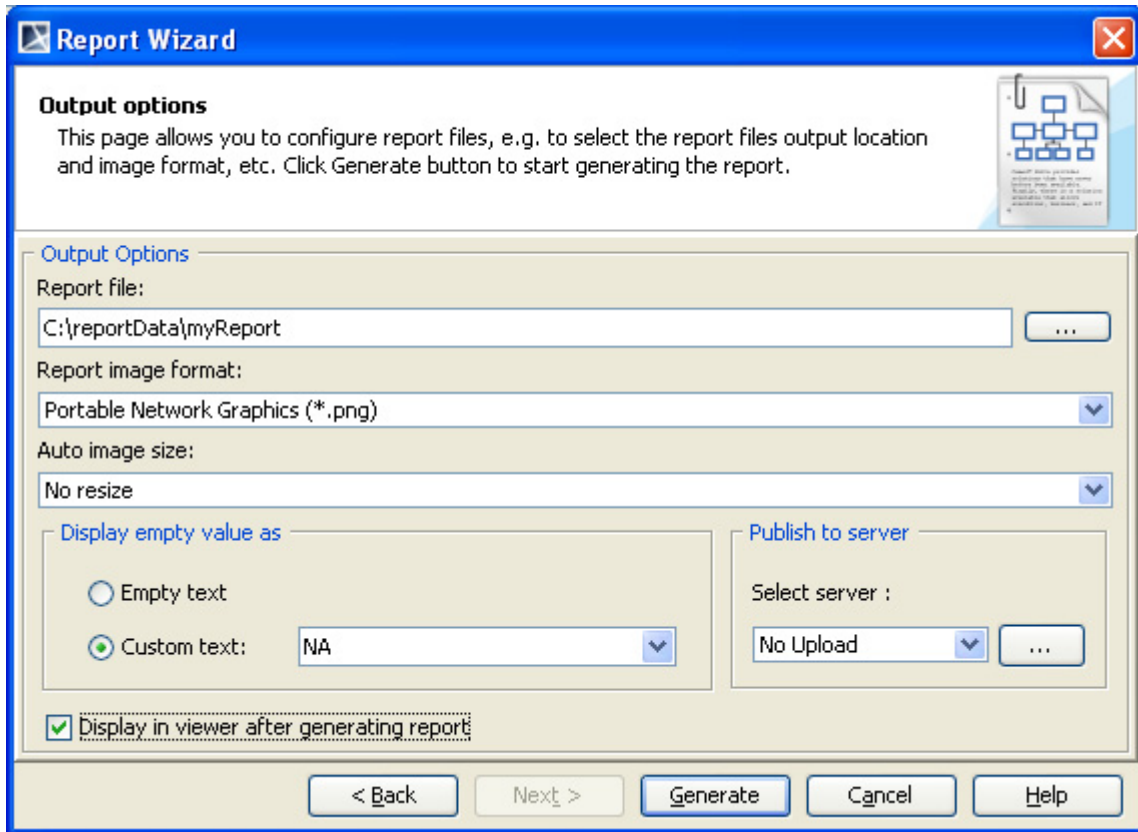 Report Wizard
Output options
This page allows you to configure report files, e.g. to select the report files output location
and image format, etc. Click Generate button to start generating the report.
Output Options
Report file:
C:\reportData\myReport
...
Report image format:
Portable Network Graphics (*.png)
Auto image size:
No resize
Display empty value as
Empty text
Custom text:
NA
Publish to server
Select server :
No Upload
...
Display in viewer after generating report
< Back
Next >
Generate
Cancel
Help